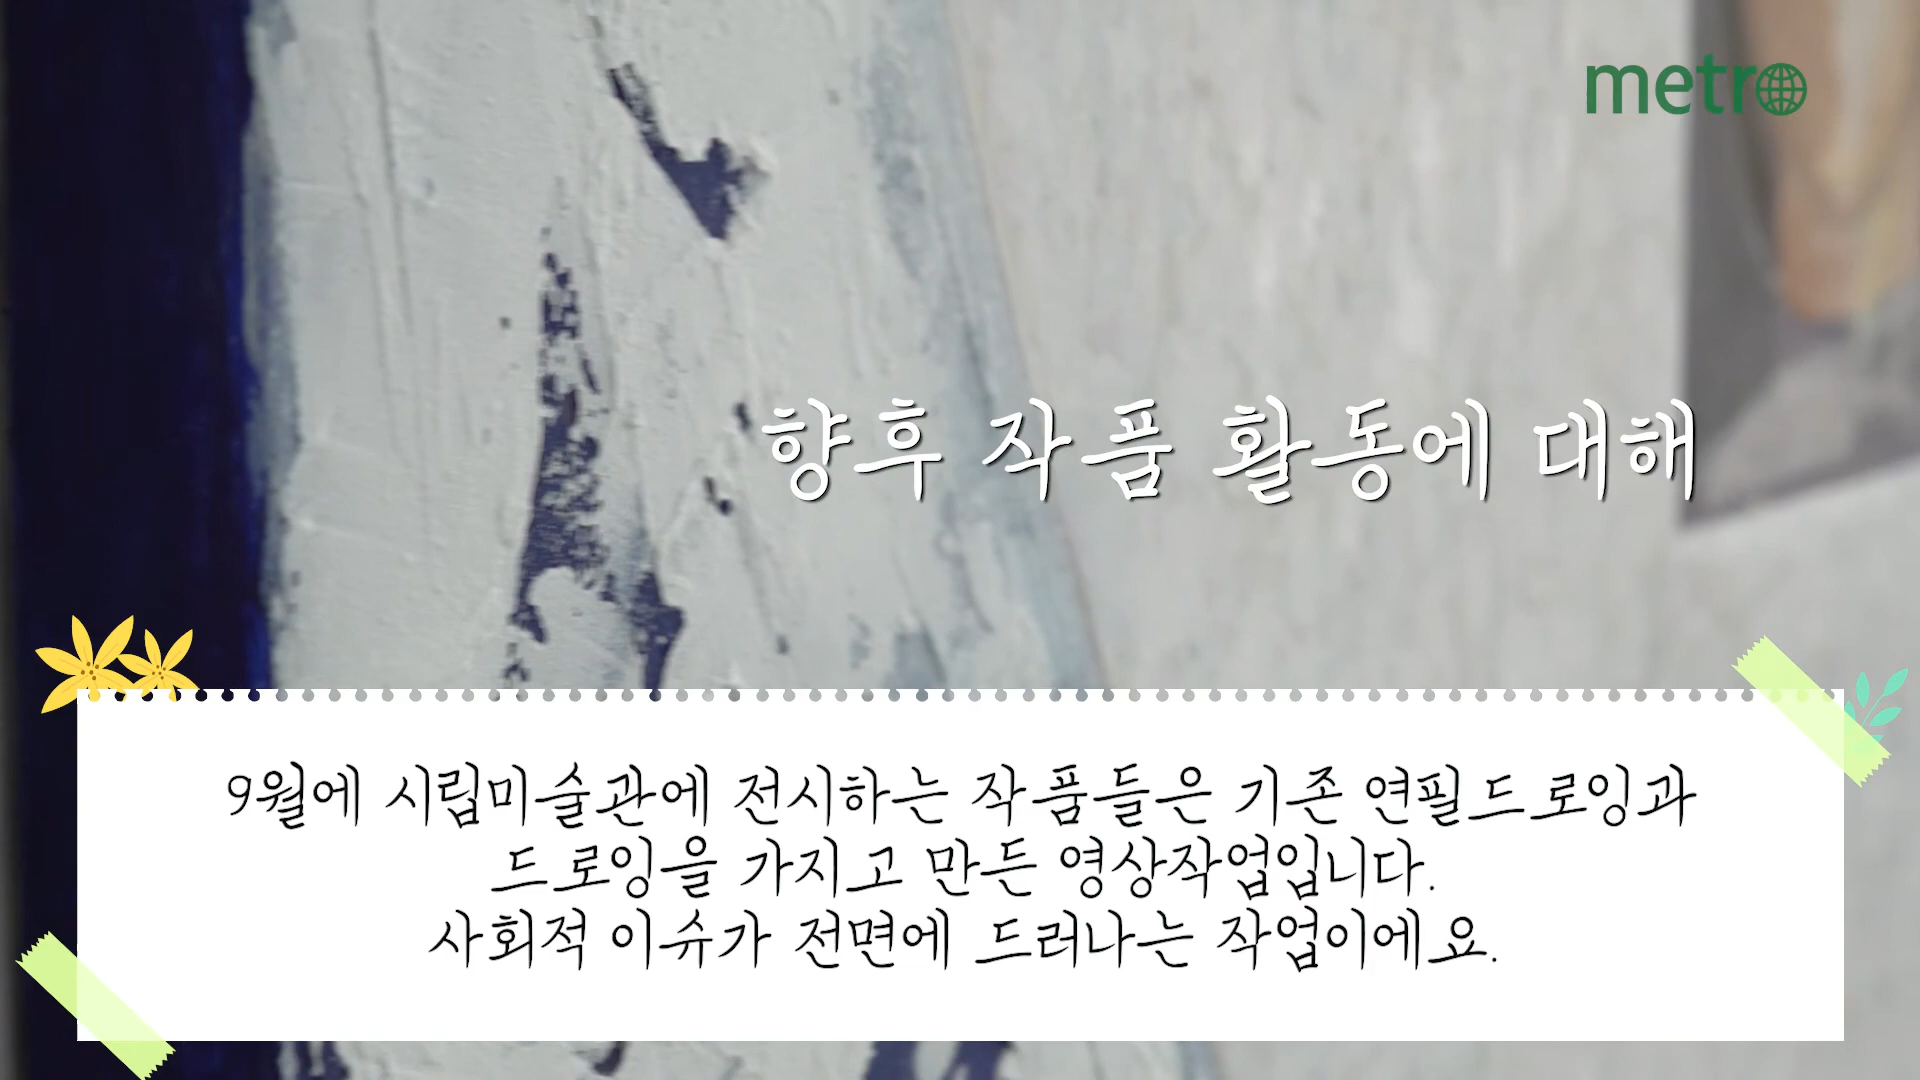 metro
향후 작품 활동에 대해
9월에 시립미술관에 전시하는 작품들은 기존 연필드로잉과
드로잉을 가지고 만든 영상작업입니다.
사회적 이슈가 전면에 드러나는 작업이에요.